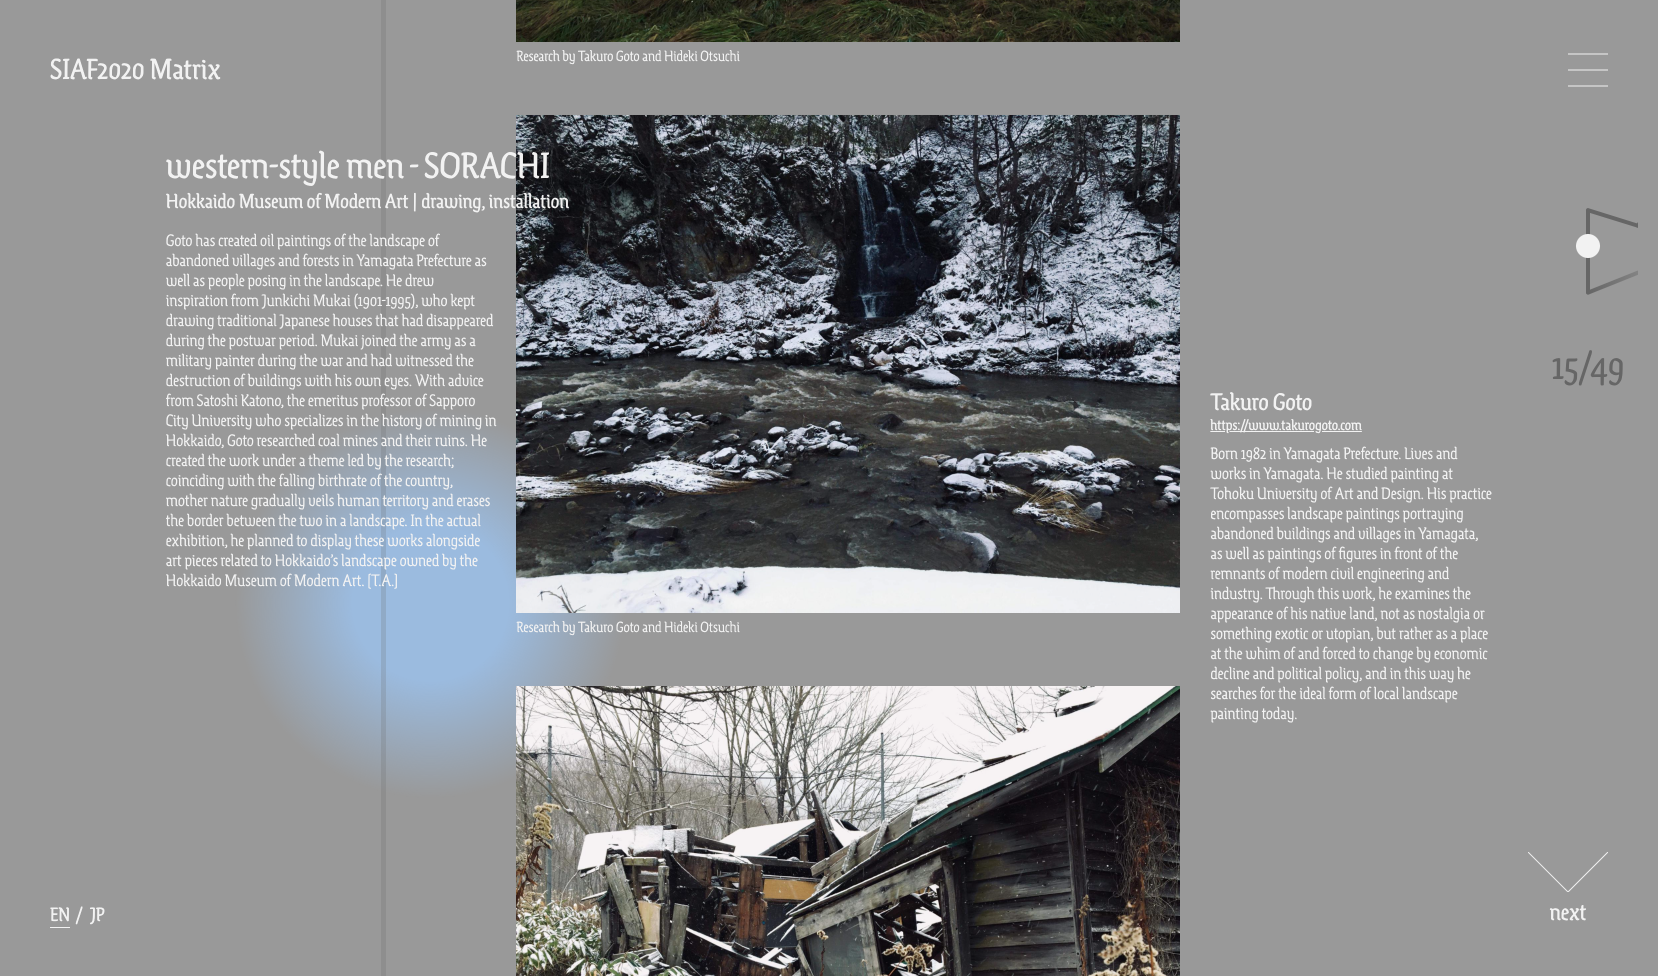 Research by Takuro Goto and Hideki Otsuchi
SIAF2020 Matrix
western-style men - SORACHI
Hokkaido Museum of Modern Art | drawing, installation
Goto has created oil paintings of the landscape of
abandoned villages and forests in Yamagata Prefecture as
well as people posing in the landscape. He drew
inspiration from Junkichi Mukai (1901-1995), who kept
drawing traditional Japanese houses that had disappeared
during the postwar period. Mukai joined the army as a
military painter during the war and had witnessed the
destruction of buildings with his own eyes. With advice
from Satoshi Katono, the emeritus professor of Sapporo
City University who specializes in the history of mining in
Hokkaido, Goto researched coal mines and their ruins. He
created the work under a theme led by the research;
coinciding with the falling birthrate of the country,
mother nature gradually veils human territory and erases
the border between the two in a landscape. In the actual
exhibition, he planned to display these works alongside
art pieces related to Hokkaido's landscape owned by the
Hokkaido Museum of Modern Art. [T.A.]
Research by Takuro Goto and Hideki Otsuchi
15/49
Takuro Goto
https://www.takurogoto.com
Born 1982 in Yamagata Prefecture. Lives and
works in Yamagata. He studied painting at
Tohoku University of Art and Design. His practice
encompasses landscape paintings portraying
abandoned buildings and villages in Yamagata,
as well as paintings of figures in front of the
remnants of modern civil engineering and
industry. Through this work, he examines the
appearance of his native land, not as nostalgia or
something exotic or utopian, but rather as a place
at the whim of and forced to change by economic
decline and political policy, and in this way he
searches for the ideal form of local landscape
painting today.
EN / JP
next